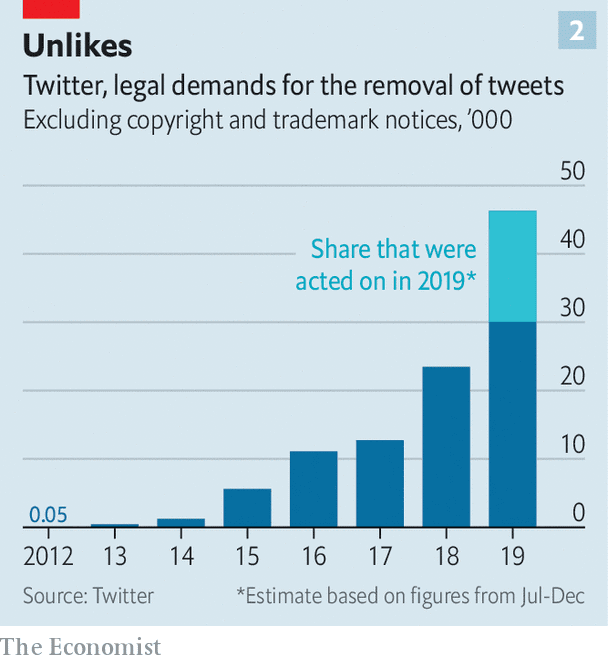 2
Unlikes
Twitter, legal demands for the removal of tweets
Excluding copyright and trademark notices, ’000
50
40
30
20
10
0
Share that were
acted on in 2019*
0.05
2012 13 14 15 16 17 18 19
Source: Twitter *Estimate based on figures from Jul-Dec
The Economist